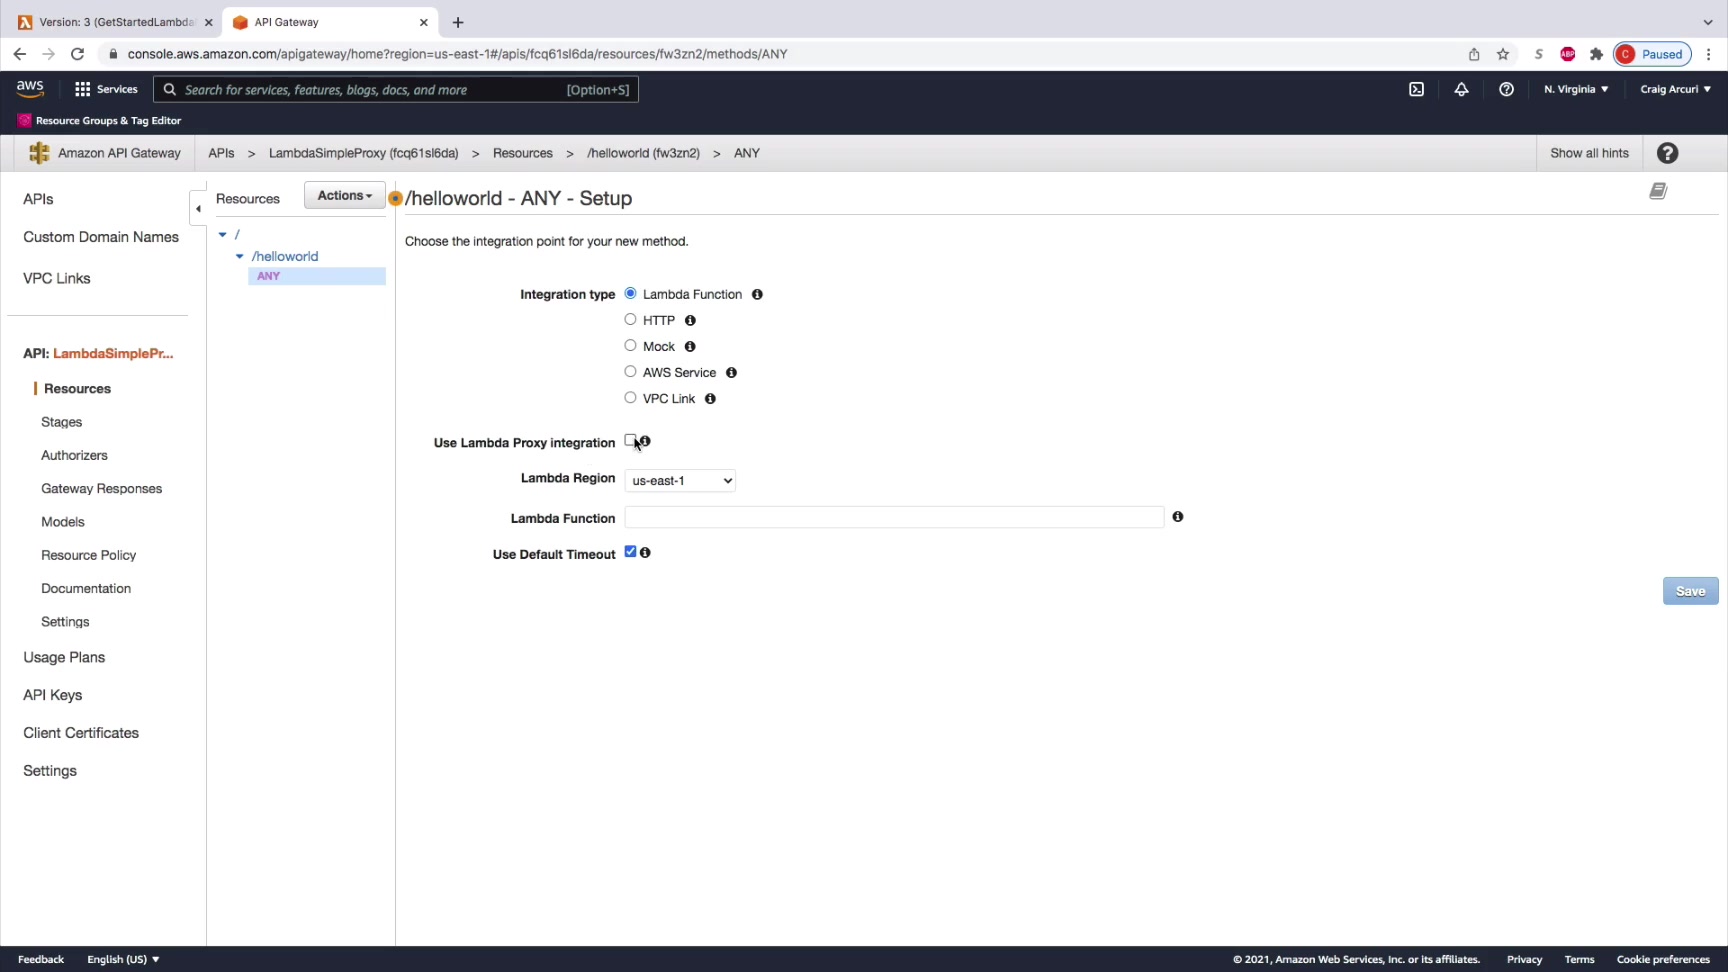 Version: 3 (GetStartedLambda
API Gateway
console.aws.amazon.com/apigateway/home?region=us-east-1#/apis/fcq61sl6da/resources/fw3zn2/methods/ANY
S
ABP
C Paused
aws
Services
Search for services, features, blogs, docs, and more [Option+S]
N. Virginia
Craig Arcuri
Resource Groups & Tag Editor
Amazon API Gateway
APIs > LambdaSimpleProxy (fcq61sl6da) > Resources > /helloworld (fw3zn2) > ANY
Show all hints
APIs
Custom Domain Names
VPC Links
API: LambdaSimplePr...
Resources
Stages
Authorizers
Gateway Responses
Models
Resource Policy
Documentation
Settings
Usage Plans
API Keys
Client Certificates
Settings
Resources
Actions
/
/helloworld
ANY
/helloworld - ANY - Setup
Choose the integration point for your new method.
Integration type
Lambda Function
HTTP
Mock
AWS Service
VPC Link
Use Lambda Proxy integration
Lambda Region us-east-1
Lambda Function
Use Default Timeout
Save
Feedback
English (US)
© 2021, Amazon Web Services, Inc. or its affiliates.
Privacy
Terms
Cookie preferences